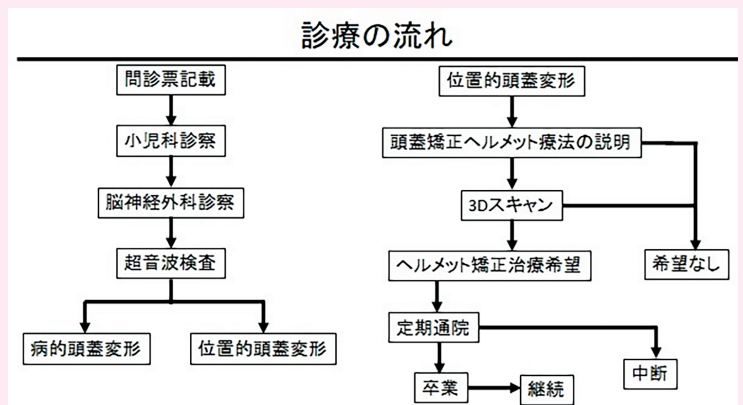 診療の流れ
問診票記載
小児科診察
脳神経外科診察
超音波検査
病的頭蓋変形
位置的頭蓋変形
位置的頭蓋変形
頭蓋矯正ヘルメット療法の説明
3Dスキャン
ヘルメット矯正治療希望
希望なし
定期通院
中断
卒業
継続